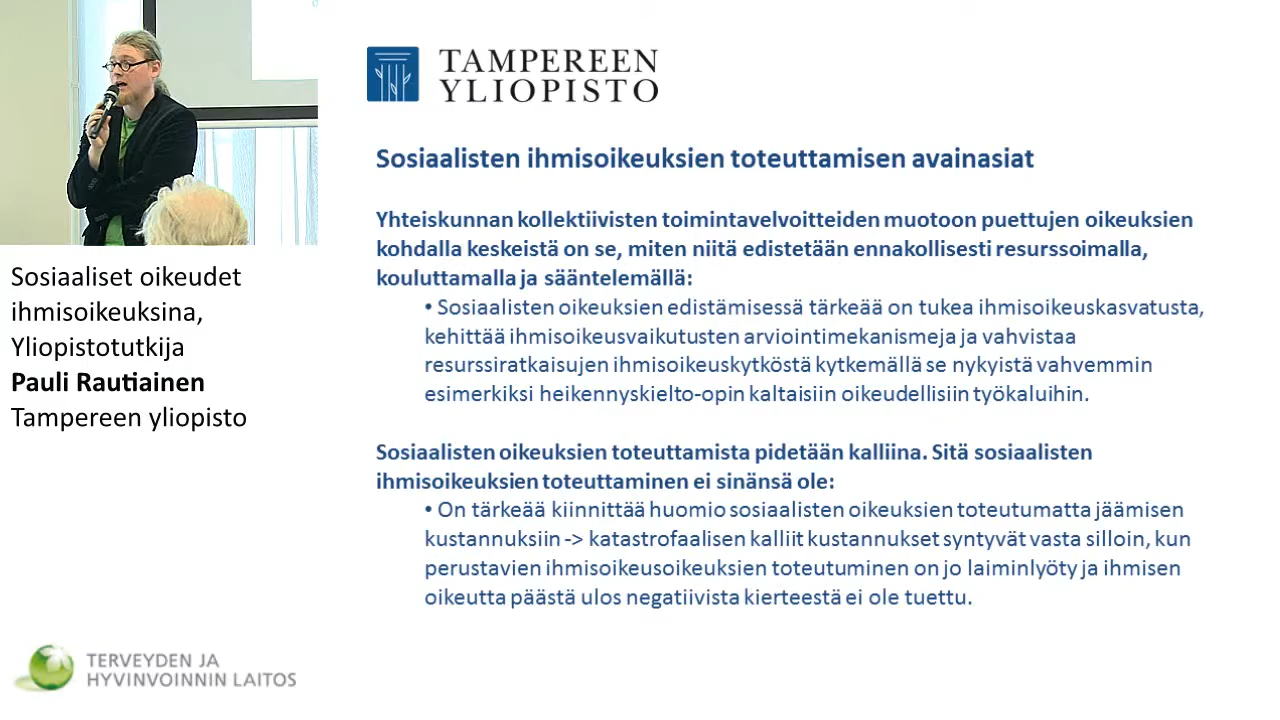 TAMPEREEN
YLIOPISTO
Sosiaalisten ihmisoikeuksien toteuttamisen avainasiat
Yhteiskunnan kollektiivisten toimintavelvoitteiden muotoon puettujen oikeuksien
kohdalla keskeistä on se, miten niitä edistetään ennakollisesti resurssoimalla,
kouluttamalla ja sääntelemällä:
• Sosiaalisten oikeuksien edistämisessä tärkeää on tukea ihmisoikeuskasvatusta,
kehittää ihmisoikeusvaikutusten arviointimekanismeja ja vahvistaa
resurssiratkaisujen ihmisoikeuskytköstä kytkemällä se nykyistä vahvemmin
esimerkiksi heikennyskielto-opin kaltaisiin oikeudellisiin työkaluihin.
Sosiaalisten oikeuksien toteuttamista pidetään kalliina. Sitä sosiaalisten
ihmisoikeuksien toteuttaminen ei sinänsä ole:
• On tärkeää kiinnittää huomio sosiaalisten oikeuksien toteutumatta jäämisen
kustannuksiin -> katastrofaalisen kalliit kustannukset syntyvät vasta silloin, kun
perustavien ihmisoikeusoikeuksien toteutuminen on jo laiminlyöty ja ihmisen
oikeutta päästä ulos negatiivista kierteestä ei ole tuettu.
Sosiaaliset oikeudet
ihmisoikeuksina,
Yliopistotutkija
Pauli Rautiainen
Tampereen yliopisto
TERVEYDEN JA
HYVINVOINNIN LAITOS